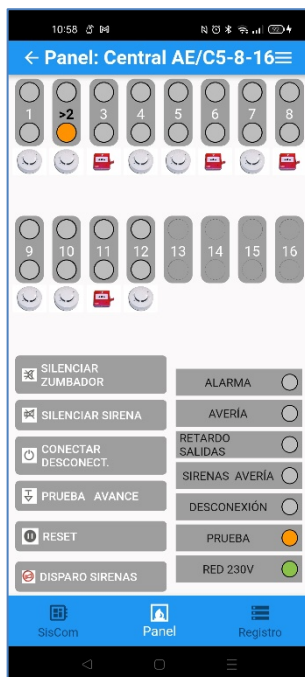 10:58
← Panel: Central AE/C5-8-16
1 >2 3 4 5 6 7 8
9 10 11 12 13 14 15 16
SILENCIAR
ZUMBADOR
SILENCIAR SIRENA
CONECTAR
DESCONECT.
PRUEBA AVANCE
RESET
DISPARO SIRENAS
ALARMA
AVERÍA
RETARDO
SALIDAS
SIRENAS AVERÍA
DESCONEXIÓN
PRUEBA
RED 230V
SisCom Panel Registro